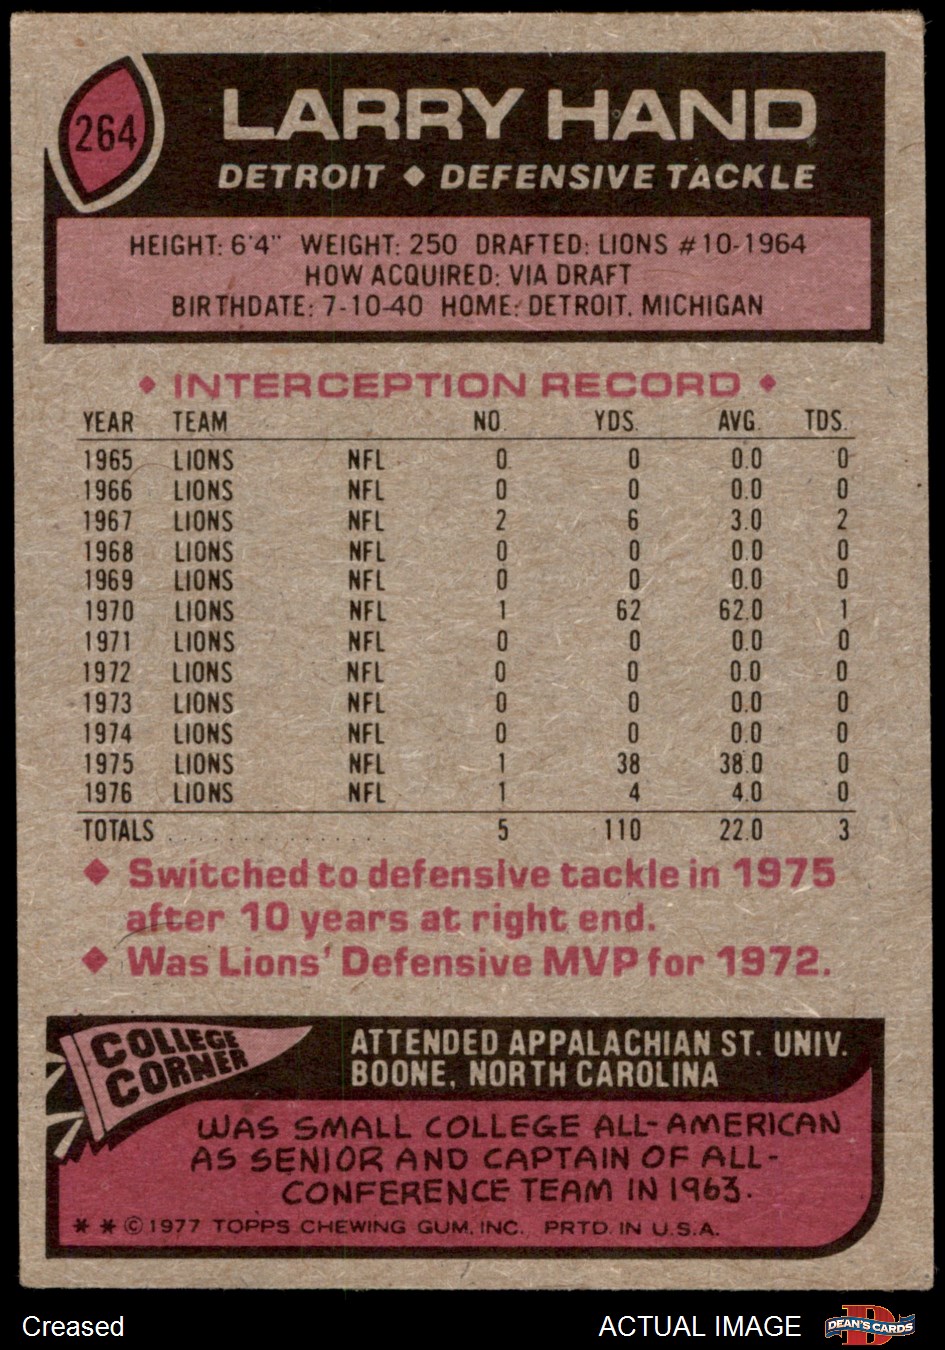 264
LARRY HAND
DETROIT ◆ DEFENSIVE TACKLE
HEIGHT: 6'4" WEIGHT: 250 DRAFTED: LIONS #10-1964
HOW ACQUIRED: VIA DRAFT
BIRTHDATE: 7-10-40 HOME: DETROIT, MICHIGAN
◆ INTERCEPTION RECORD ◆
YEAR TEAM NO. YDS. AVG. TDS.
1965 LIONS NFL 0 0 0.0 0
1966 LIONS NFL 0 0 0.0 0
1967 LIONS NFL 2 6 3.0 2
1968 LIONS NFL 0 0 0.0 0
1969 LIONS NFL 0 0 0.0 0
1970 LIONS NFL 1 62 62.0 1
1971 LIONS NFL 0 0 0.0 0
1972 LIONS NFL 0 0 0.0 0
1973 LIONS NFL 0 0 0.0 0
1974 LIONS NFL 0 0 0.0 0
1975 LIONS NFL 1 38 38.0 0
1976 LIONS NFL 1 4 4.0 0
TOTALS . . . . . . . . . . . . . . 5 110 22.0 3
◆ Switched to defensive tackle in 1975
after 10 years at right end.
◆ Was Lions' Defensive MVP for 1972.
COLLEGE
CORNER
ATTENDED APPALACHIAN ST. UNIV.
BOONE, NORTH CAROLINA
WAS SMALL COLLEGE ALL-AMERICAN
AS SENIOR AND CAPTAIN OF ALL-
CONFERENCE TEAM IN 1963.
* * © 1977 TOPPS CHEWING GUM, INC. PRTD. IN U.S.A.
Creased
ACTUAL IMAGE
D
DEAN'S CARDS